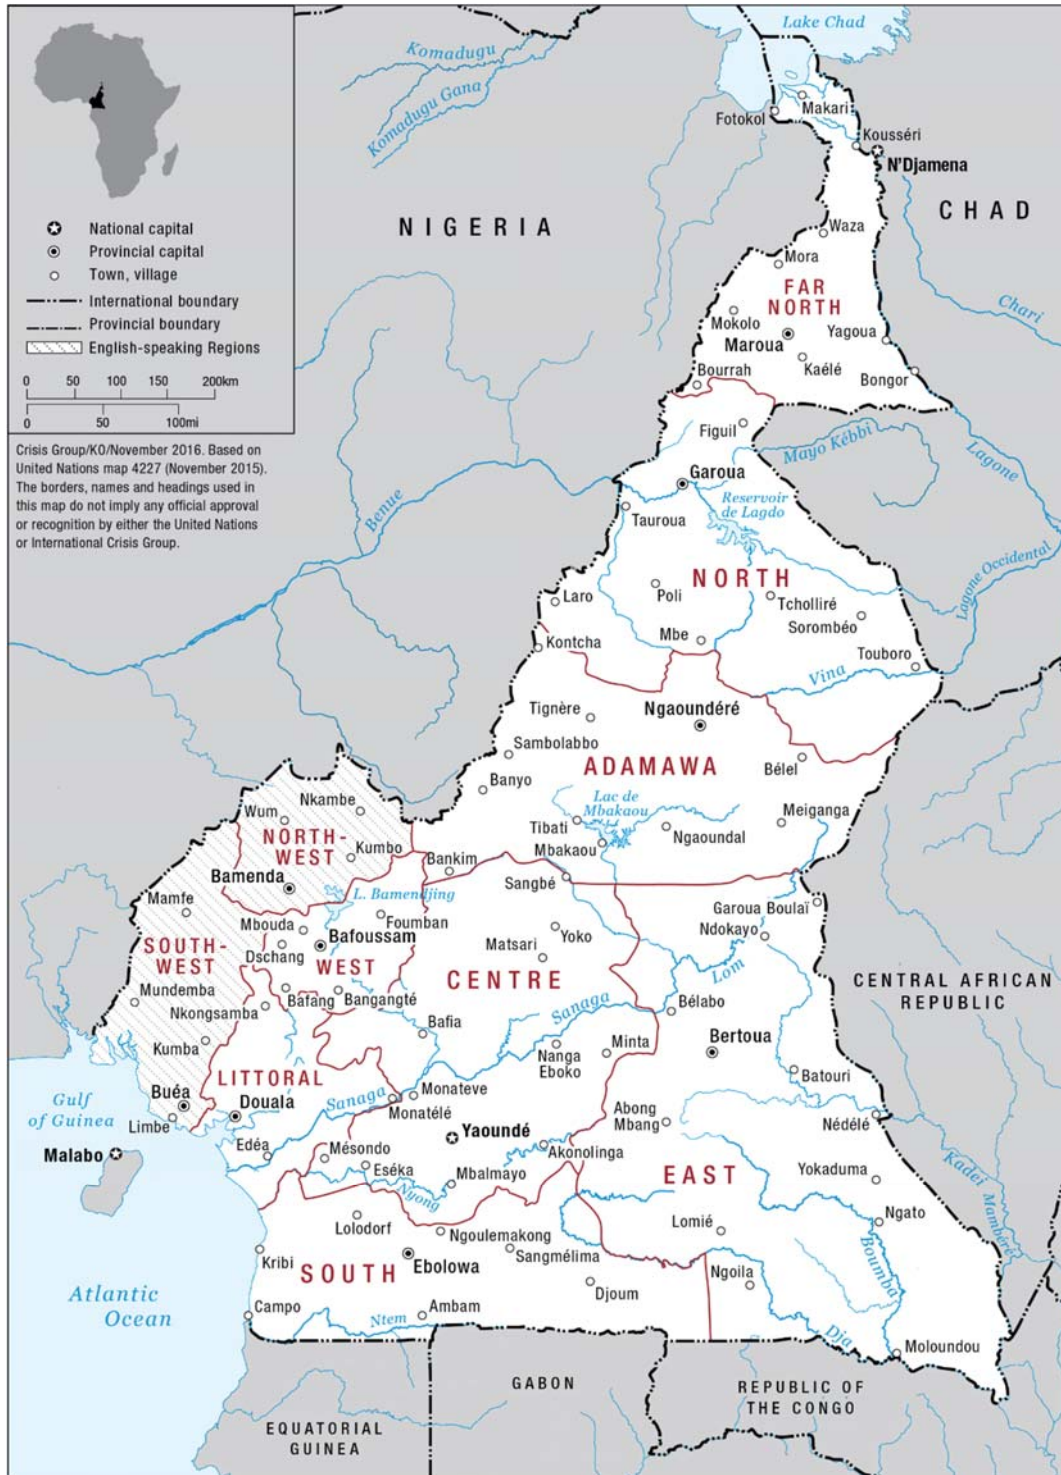 Lake Chad
Komadugu
Komadugu Gana
Makari
Fotokol
Kousséri
N'Djamena
National capital
Provincial capital
Town, village
International boundary
Provincial boundary
English-speaking Regions
0 50 100 150 200km
0 50 100mi
NIGERIA
CHAD
Waza
Mora
FAR
NORTH
Chari
Mokolo
Maroua
Yagoua
Kaélé
Bourrah
Bongor
Crisis Group/KO/November 2016. Based on
United Nations map 4227 (November 2015).
The borders, names and headings used in
this map do not imply any official approval
or recognition by either the United Nations
or International Crisis Group.
Figuil
Mayo Kébbi
Lagone
Garoua
Benue
Reservoir
de Lagdo
Tauroua
NORTH
Lagone Occidental
Laro
Poli
Tcholliré
Sorombéo
Kontcha
Mbe
Touboro
Vina
Tignère
Ngaoundéré
Sambolabbo
ADAMAWA
Bélel
Banyo
Lac de
Mbakaou
Nkambe
Wum
Tibati
Meiganga
NORTH-
WEST
Kumbo
Mbakaou
Ngaoundal
Bankim
Bamenda
Sangbé
L. Bamendjing
Mamfe
Foumban
Garoua Boulaï
Mbouda
Ndokayo
Yoko
Bafoussam
Dschang
SOUTH-
WEST
Matsari
WEST
CENTRE
Lom
CENTRAL AFRICAN
REPUBLIC
Mundemba
Bafang
Bangangté
Nkongsamba
Sanaga
Bélabo
Bafia
Kumba
Nanga
Eboko
Minta
Bertoua
LITTORAL
Batouri
Gulf
of Guinea
Buéa
Douala
Sanaga
Monateve
Monatélé
Limbe
Abong
Mbang
Nédélé
Malabo
Edéa
Yaoundé
Mésondo
Akonolinga
Eséka
Mbalmayo
EAST
Yokaduma
Kadei
Nyong
Mambéré
Lolodorf
Ngoulemakong
Lomié
Ngato
Kribi
Sangmélima
SOUTH
Ebolowa
Boumba
Ngoila
Djoum
Atlantic
Ocean
Campo
Ntem
Ambam
Dja
Moloundou
GABON
REPUBLIC OF
THE CONGO
EQUATORIAL
GUINEA